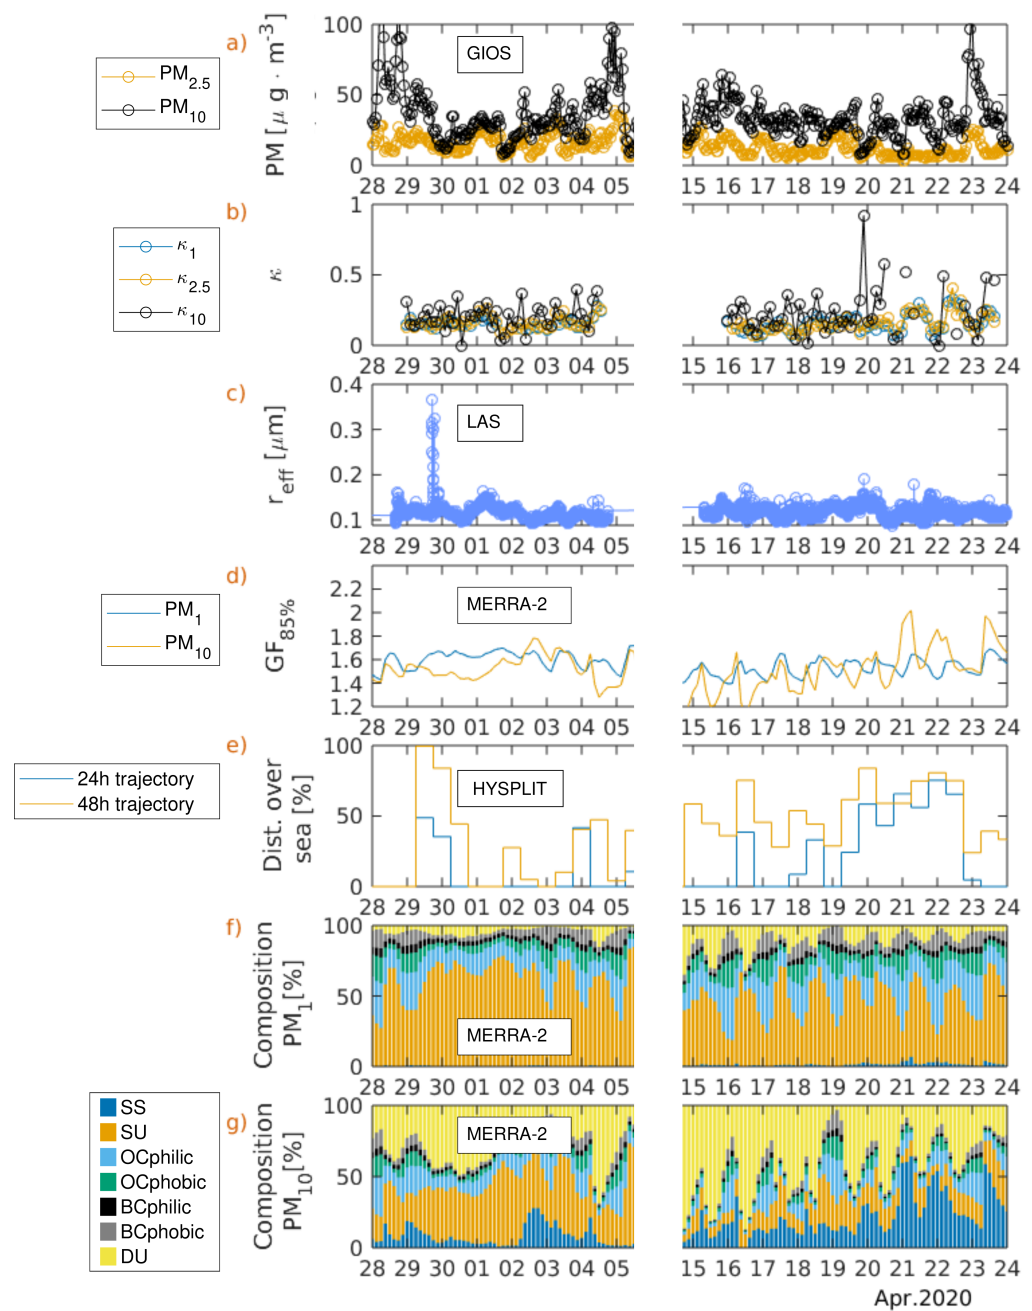 a)
PM2.5
PM10
PM [μ g · m-3]
GIOS
100
50
0
28 29 30 01 02 03 04 05 15 16 17 18 19 20 21 22 23 24
b)
κ1
κ2.5
κ10
κ
1
0.5
0
28 29 30 01 02 03 04 05 15 16 17 18 19 20 21 22 23 24
c)
reff [μm]
LAS
0.4
0.3
0.2
0.1
28 29 30 01 02 03 04 05 15 16 17 18 19 20 21 22 23 24
d)
PM1
PM10
GF85%
MERRA-2
2.2
2
1.8
1.6
1.4
1.2
28 29 30 01 02 03 04 05 15 16 17 18 19 20 21 22 23 24
e)
24h trajectory
48h trajectory
Dist. over
sea [%]
HYSPLIT
100
50
0
28 29 30 01 02 03 04 05 15 16 17 18 19 20 21 22 23 24
f)
Composition
PM1[%]
MERRA-2
100
50
0
28 29 30 01 02 03 04 05 15 16 17 18 19 20 21 22 23 24
g)
SS
SU
OCphilic
OCphobic
BCphilic
BCphobic
DU
Composition
PM10[%]
MERRA-2
100
50
0
28 29 30 01 02 03 04 05 15 16 17 18 19 20 21 22 23 24
Apr.2020